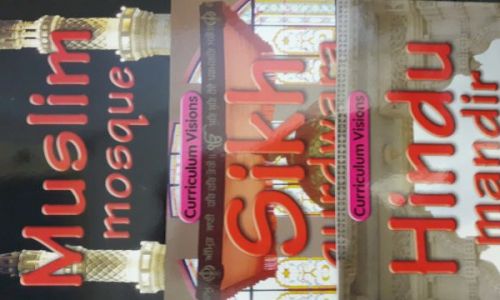 Muslim
mosque
Curriculum Visions
Sikh
gurdwara
Curriculum Visions
Hindu
mandir